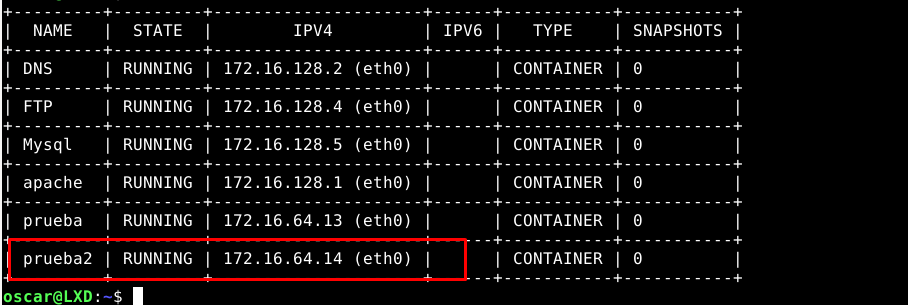 | NAME | STATE | IPV4 | IPV6 | TYPE | SNAPSHOTS |
| DNS | RUNNING | 172.16.128.2 (eth0) | | CONTAINER | 0 |
| FTP | RUNNING | 172.16.128.4 (eth0) | | CONTAINER | 0 |
| Mysql | RUNNING | 172.16.128.5 (eth0) | | CONTAINER | 0 |
| apache | RUNNING | 172.16.128.1 (eth0) | | CONTAINER | 0 |
| prueba | RUNNING | 172.16.64.13 (eth0) | | CONTAINER | 0 |
| prueba2 | RUNNING | 172.16.64.14 (eth0) | | CONTAINER | 0 |
oscar@LXD:~$